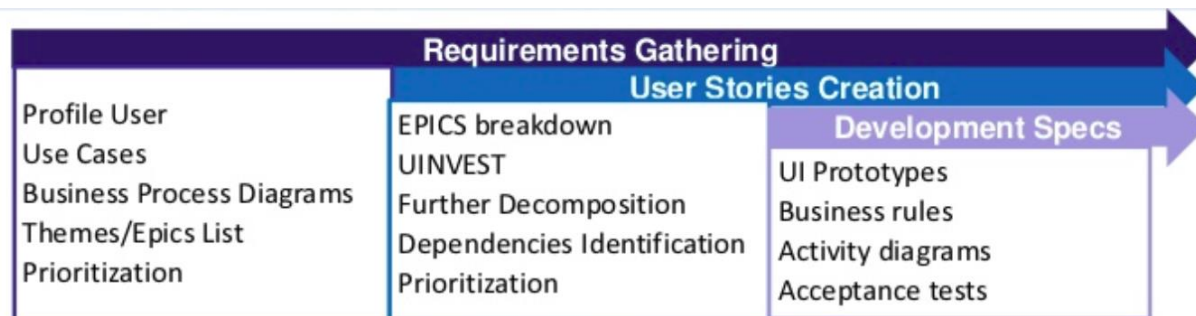 Requirements Gathering
User Stories Creation
Development Specs
Profile User
Use Cases
Business Process Diagrams
Themes/Epics List
Prioritization
EPICS breakdown
UINVEST
Further Decomposition
Dependencies Identification
Prioritization
UI Prototypes
Business rules
Activity diagrams
Acceptance tests